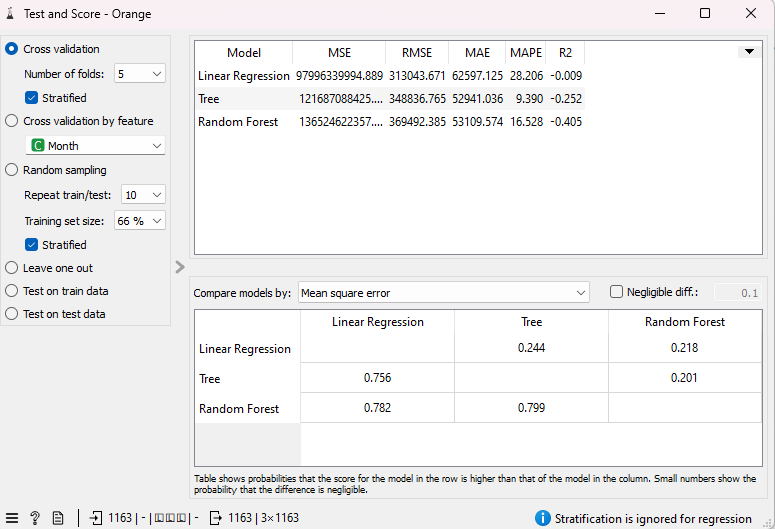 Test and Score - Orange
Cross validation
Number of folds: 5
Stratified
Cross validation by feature
C Month
Random sampling
Repeat train/test: 10
Training set size: 66 %
Stratified
Leave one out
Test on train data
Test on test data
Model MSE RMSE MAE MAPE R2
Linear Regression 97996339994.889 313043.671 62597.125 28.206 -0.009
Tree 121687088425.... 348836.765 52941.036 9.390 -0.252
Random Forest 136524622357.... 369492.385 53109.574 16.528 -0.405
Compare models by: Mean square error Negligible diff.: 0.1
Linear Regression Tree Random Forest
Linear Regression 0.244 0.218
Tree 0.756 0.201
Random Forest 0.782 0.799
Table shows probabilities that the score for the model in the row is higher than that of the model in the column. Small numbers show the
probability that the difference is negligible.
? 1163 | - | | - 1163 | 3×1163 Stratification is ignored for regression